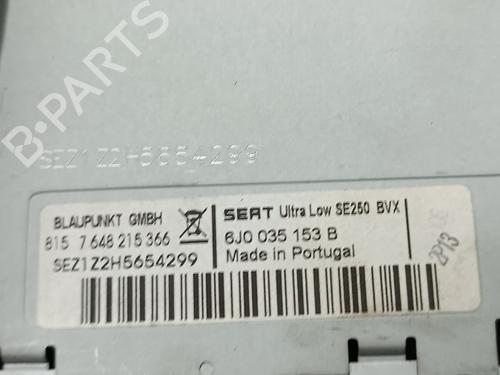 B-PARTS
SEZ1Z2H5654299
BLAUPUNKT GMBH
815 7 648 215 366
SEZ1Z2H5654299
SEAT Ultra Low SE250 BVX
6J0 035 153 B
Made in Portugal